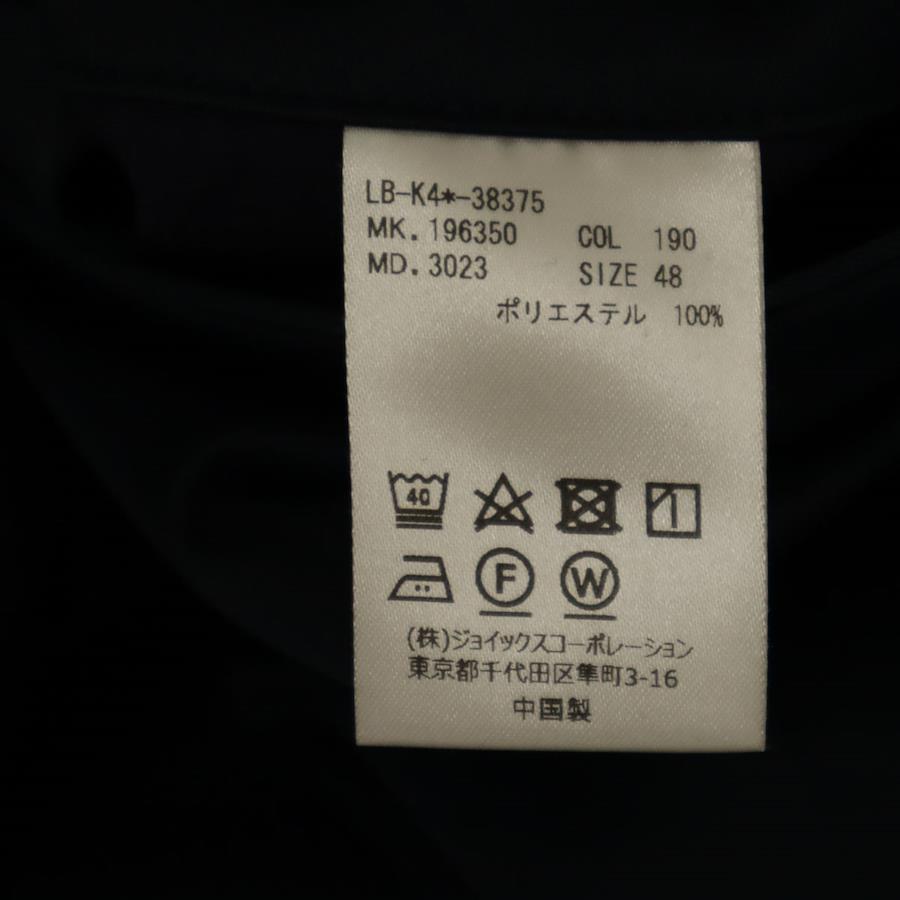 LB-K4*-38375
MK.196350 COL 190
MD.3023 SIZE 48
ポリエステル 100%
40
F W
(株)ジョイックスコーポレーション
東京都千代田区隼町3-16
中国製